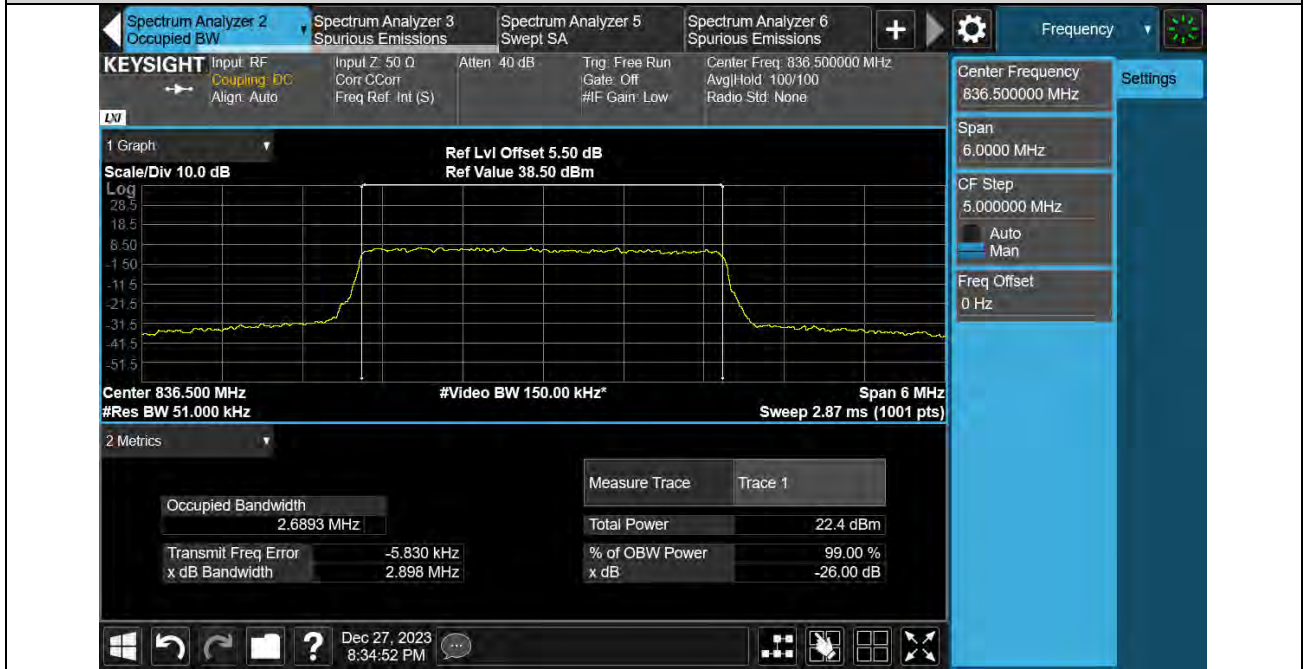 Spectrum Analyzer 2
Occupied BW
Spectrum Analyzer 3
Spurious Emissions
Spectrum Analyzer 5
Swept SA
Spectrum Analyzer 6
Spurious Emissions
+
Frequency
KEYSIGHT
LXI
Input: RF
Coupling: DC
Align: Auto
Input Z: 50 Ω
Corr CCorr
Freq Ref: Int (S)
Atten: 40 dB
Trig: Free Run
Gate: Off
#IF Gain: Low
Center Freq: 836.500000 MHz
Avg|Hold: 100/100
Radio Std: None
Center Frequency
836.500000 MHz
Settings
Span
6.0000 MHz
CF Step
5.000000 MHz
Auto
Man
Freq Offset
0 Hz
1 Graph
Scale/Div 10.0 dB
Ref Lvl Offset 5.50 dB
Ref Value 38.50 dBm
Log
28.5
18.5
8.50
-1.50
-11.5
-21.5
-31.5
-41.5
-51.5
Center 836.500 MHz
#Video BW 150.00 kHz*
Span 6 MHz
#Res BW 51.000 kHz
Sweep 2.87 ms (1001 pts)
2 Metrics
Measure Trace
Trace 1
Occupied Bandwidth
2.6893 MHz
Total Power
22.4 dBm
Transmit Freq Error
-5.830 kHz
% of OBW Power
99.00 %
x dB Bandwidth
2.898 MHz
x dB
-26.00 dB
?
Dec 27, 2023
8:34:52 PM